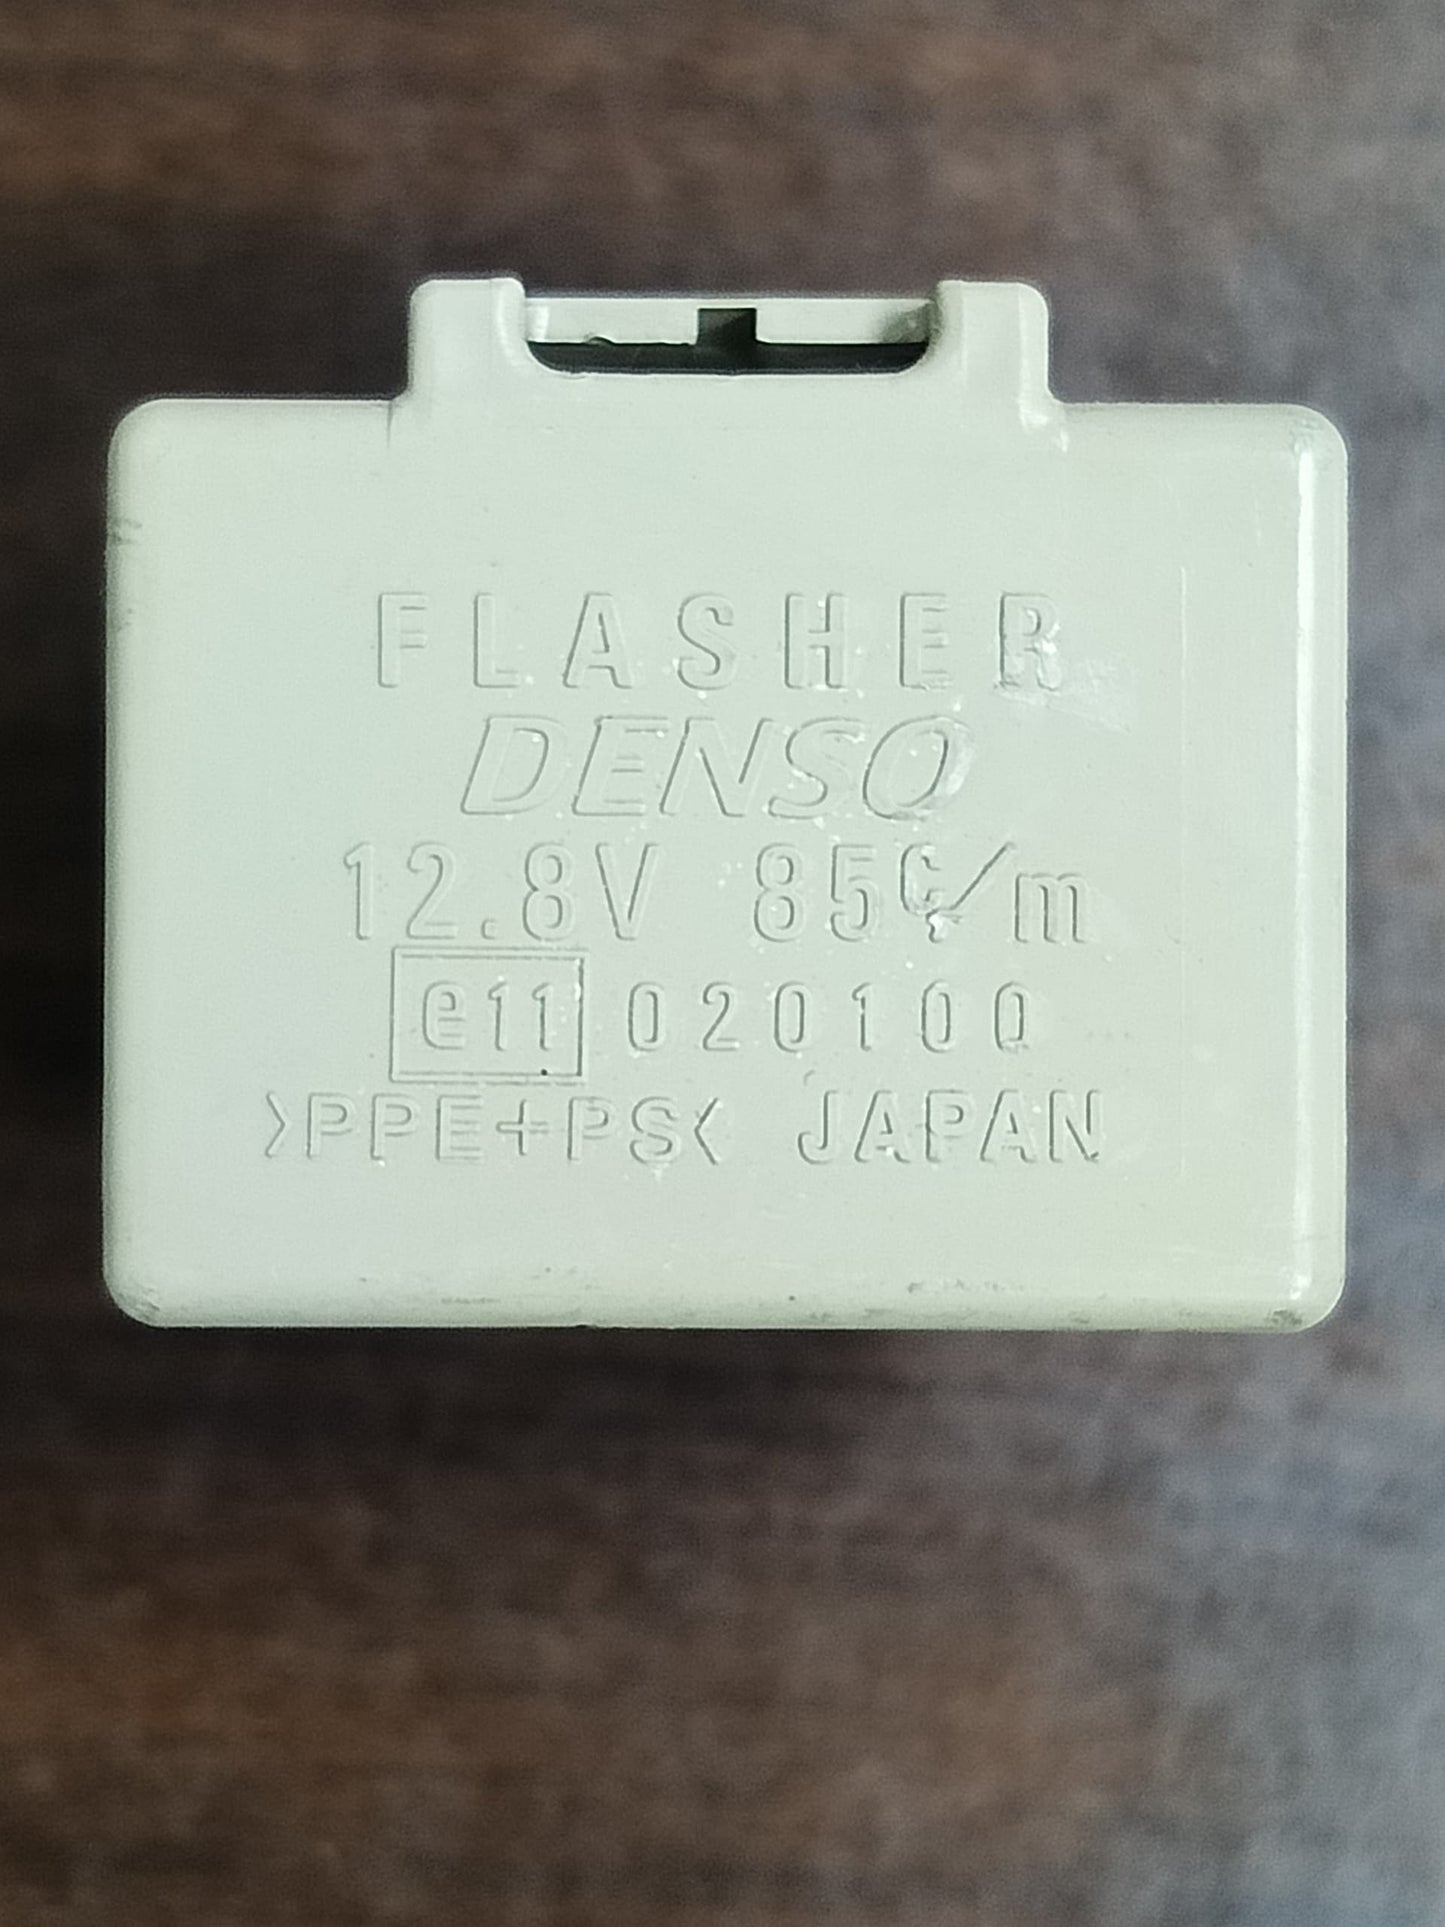 FLASHER
DENSO
12.8V 85c/m
e11 020100
>PPE+PS< JAPAN